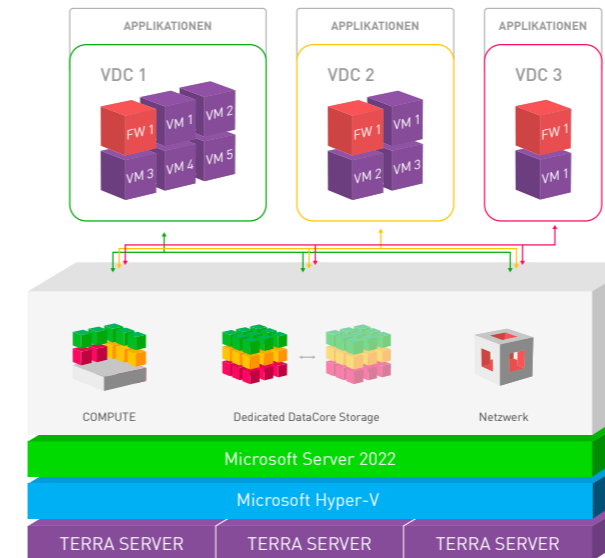 APPLIKATIONEN APPLIKATIONEN APPLIKATIONEN
VDC 1 VDC 2 VDC 3
FW 1 VM 1 VM 2 FW 1 VM 1 FW 1
VM 3 VM 4 VM 5 VM 2 VM 3 VM 1
COMPUTE Dedicated DataCore Storage Netzwerk
Microsoft Server 2022
Microsoft Hyper-V
TERRA SERVER TERRA SERVER TERRA SERVER